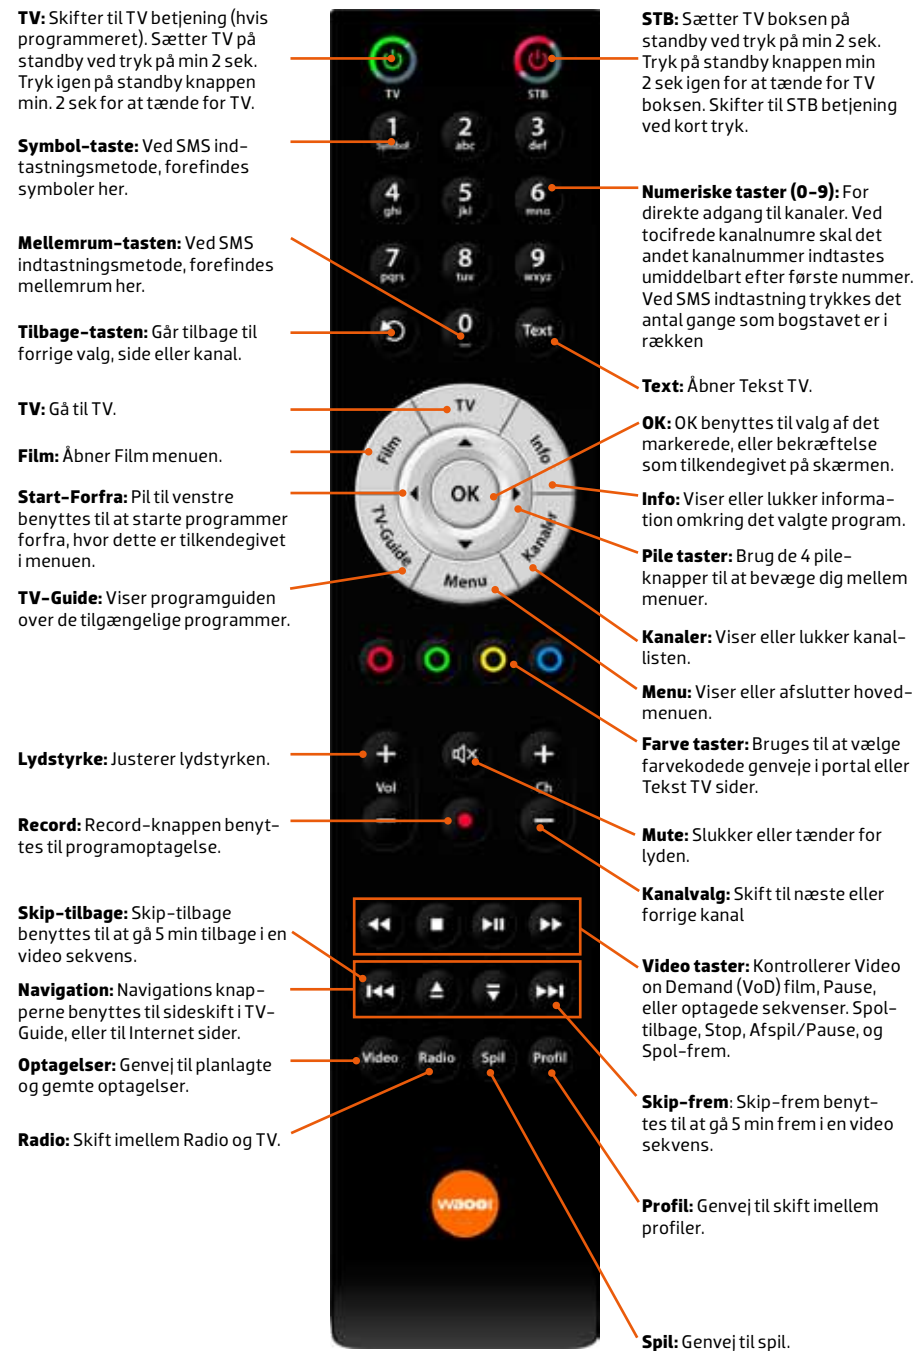 TV: Skifter til TV betjening (hvis
programmeret). Sætter TV på
standby ved tryk på min 2 sek.
Tryk igen på standby knappen
min. 2 sek for at tænde for TV.
Symbol-taste: Ved SMS ind-
tastningsmetode, forefindes
symboler her.
Mellemrum-tasten: Ved SMS
indtastningsmetode, forefindes
mellemrum her.
Tilbage-tasten: Går tilbage til
forrige valg, side eller kanal.
TV: Gå til TV.
Film: Åbner Film menuen.
Start-Forfra: Pil til venstre
benyttes til at starte programmer
forfra, hvor dette er tilkendegivet
i menuen.
TV-Guide: Viser programguiden
over de tilgængelige programmer.
Lydstyrke: Justerer lydstyrken.
Record: Record-knappen benyt-
tes til programoptagelse.
Skip-tilbage: Skip-tilbage
benyttes til at gå 5 min tilbage i en
video sekvens.
Navigation: Navigations knap-
perne benyttes til sideskift i TV-
Guide, eller til Internet sider.
Optagelser: Genvej til planlagte
og gemte optagelser.
Radio: Skift imellem Radio og TV.
TV STB
1 2 3
Symbol abc def
4 5 6
ghi jkl mno
7 8 9
pqrs tuv wxyz
0 Text
TV
Film Info
OK
TV-Guide Kanaler
Menu
+ +
Vol Ch
Video Radio Spil Profil
waoo!
STB: Sætter TV boksen på
standby ved tryk på min 2 sek.
Tryk på standby knappen min
2 sek igen for at tænde for TV
boksen. Skifter til STB betjening
ved kort tryk.
Numeriske taster (0-9): For
direkte adgang til kanaler. Ved
tocifrede kanalnumre skal det
andet kanalnummer indtastes
umiddelbart efter første nummer.
Ved SMS indtastning trykkes det
antal gange som bogstavet er i
rækken
Text: Åbner Tekst TV.
OK: OK benyttes til valg af det
markerede, eller bekræftelse
som tilkendegivet på skærmen.
Info: Viser eller lukker informa-
tion omkring det valgte program.
Pile taster: Brug de 4 pile-
knapper til at bevæge dig mellem
menuer.
Kanaler: Viser eller lukker kanal-
listen.
Menu: Viser eller afslutter hoved-
menuen.
Farve taster: Bruges til at vælge
farvekodede genveje i portal eller
Tekst TV sider.
Mute: Slukker eller tænder for
lyden.
Kanalvalg: Skift til næste eller
forrige kanal
Video taster: Kontrollerer Video
on Demand (VoD) film, Pause,
eller optagede sekvenser. Spol-
tilbage, Stop, Afspil/Pause, og
Spol-frem.
Skip-frem: Skip-frem benyt-
tes til at gå 5 min frem i en video
sekvens.
Profil: Genvej til skift imellem
profiler.
Spil: Genvej til spil.